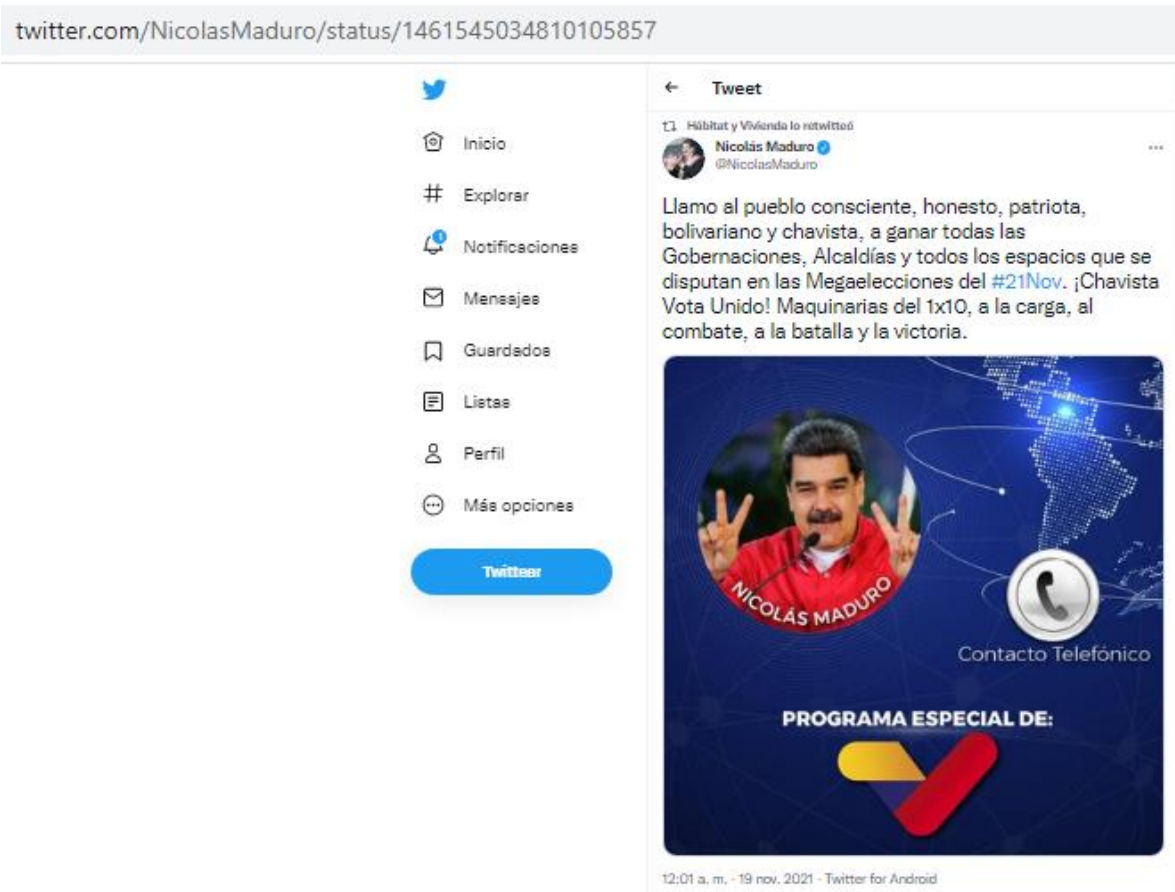 twitter.com/NicolasMaduro/status/1461545034810105857
Inicio
Explorar
Notificaciones
1
Mensajes
Guardados
Listas
Perfil
Más opciones
Twittear
Tweet
Hábitat y Vivienda lo retwitteó
Nicolás Maduro
@NicolasMaduro
Llamo al pueblo consciente, honesto, patriota,
bolivariano y chavista, a ganar todas las
Gobernaciones, Alcaldías y todos los espacios que se
disputan en las Megaelecciones del #21Nov. ¡Chavista
Vota Unido! Maquinarias del 1x10, a la carga, al
combate, a la batalla y la victoria.
NICOLÁS MADURO
Contacto Telefónico
PROGRAMA ESPECIAL DE:
12:01 a. m. · 19 nov. 2021 · Twitter for Android